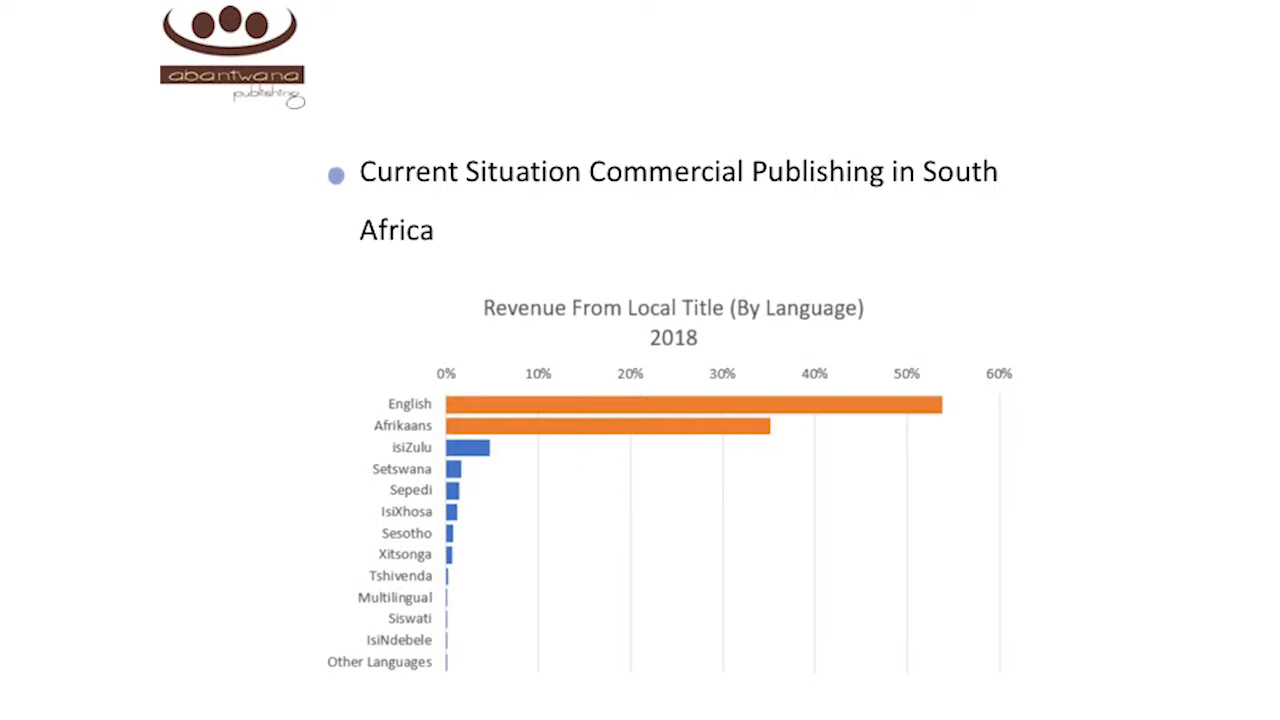 abantwana
publishing
Current Situation Commercial Publishing in South
Africa
Revenue From Local Title (By Language)
2018
0% 10% 20% 30% 40% 50% 60%
English
Afrikaans
isiZulu
Setswana
Sepedi
IsiXhosa
Sesotho
Xitsonga
Tshivenda
Multilingual
Siswati
IsiNdebele
Other Languages